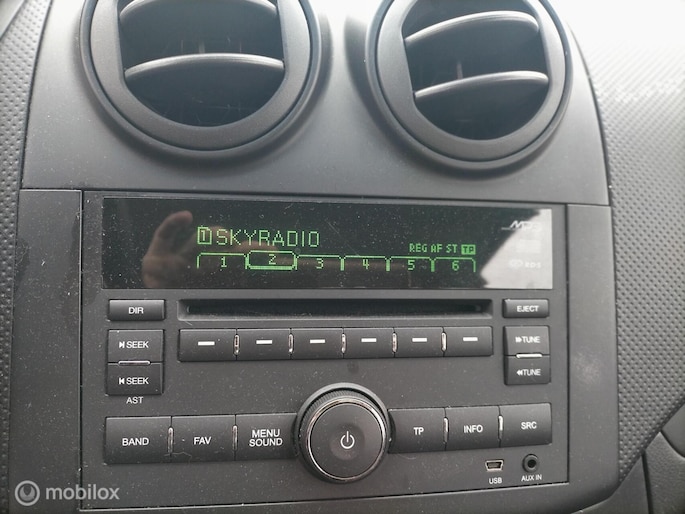 MP3
1 SKYRADIO
REG AF ST TP
1 2 3 4 5 6
DIR
EJECT
SEEK
TUNE
SEEK
TUNE
AST
BAND
FAV
MENU SOUND
TP
INFO
SRC
USB
AUX IN
mobilox